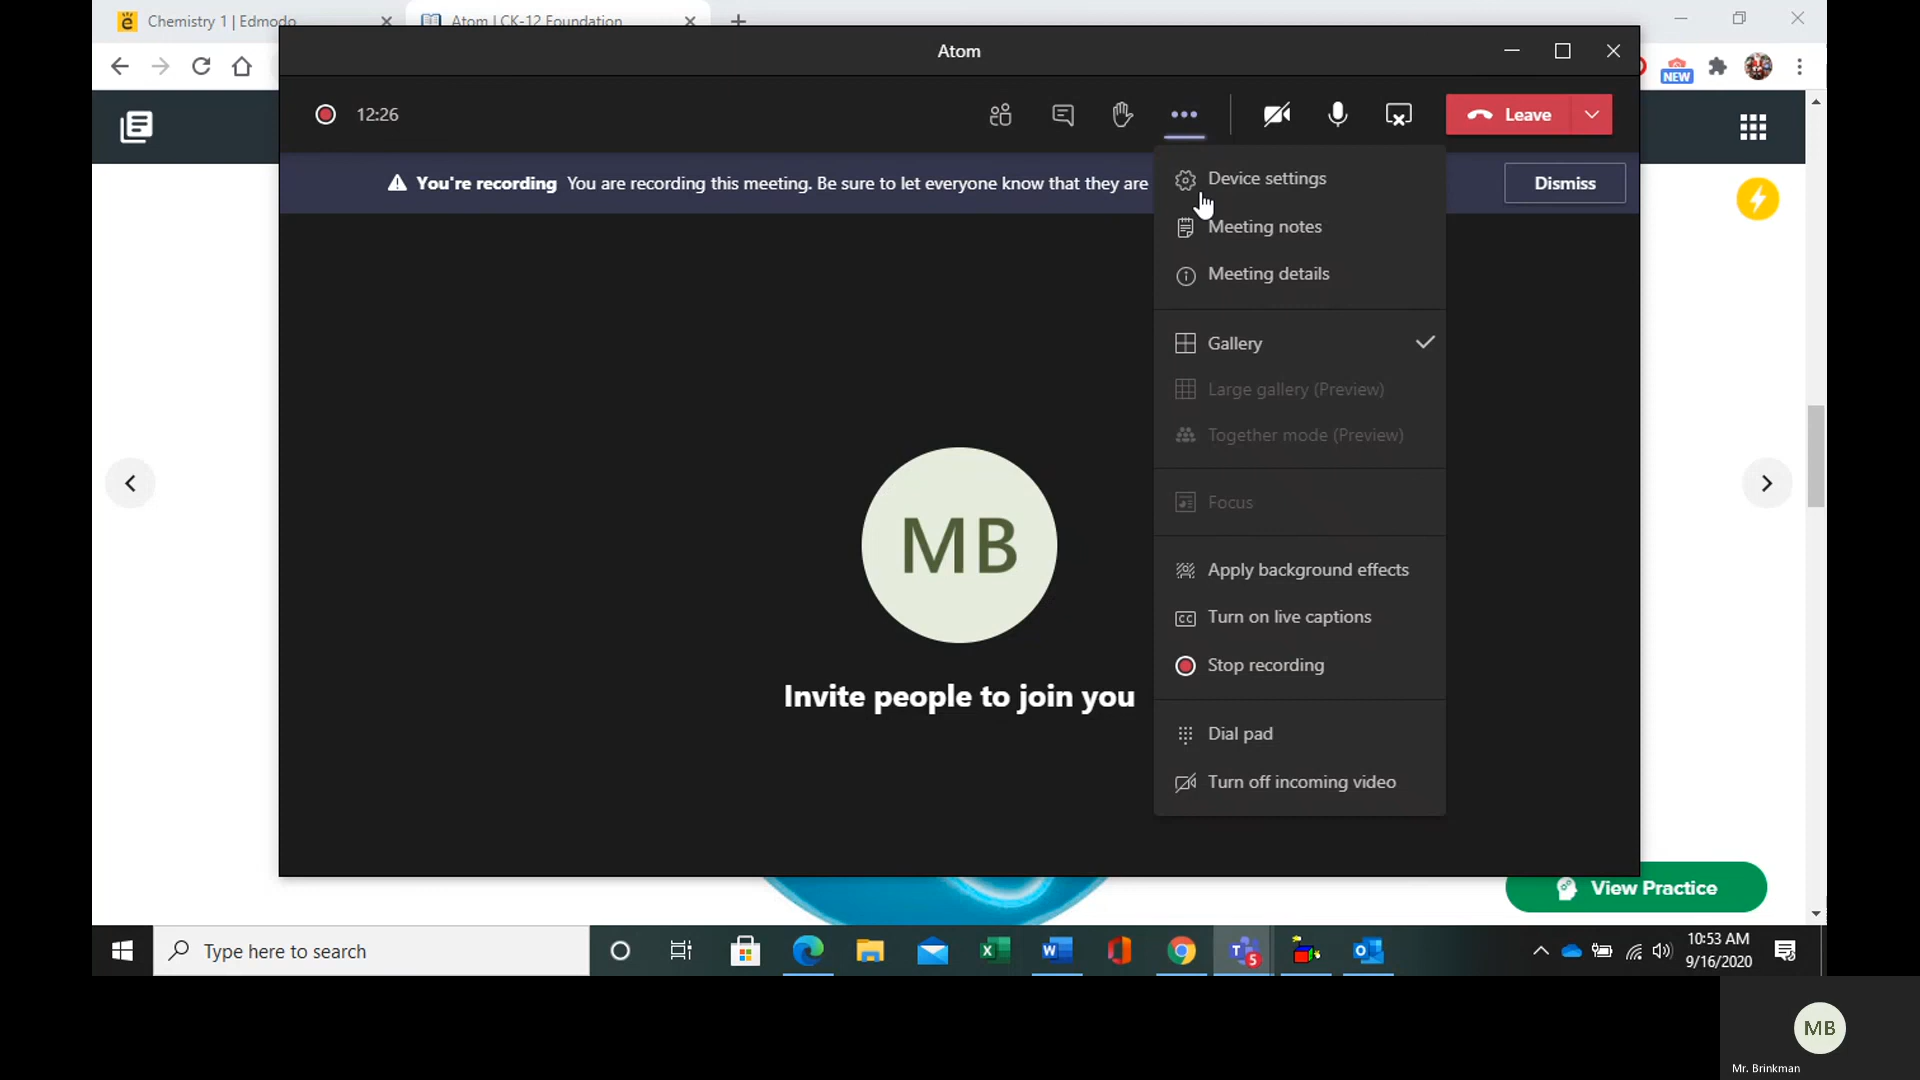 Chemistry 1 | Edmodo
Atom | CK-12 Foundation
Atom
NEW
12:26
Leave
You're recording You are recording this meeting. Be sure to let everyone know that they are
Dismiss
Device settings
Meeting notes
Meeting details
Gallery
Large gallery (Preview)
Together mode (Preview)
Focus
Apply background effects
CC Turn on live captions
Stop recording
Dial pad
Turn off incoming video
MB
Invite people to join you
View Practice
Type here to search
5
10:53 AM
9/16/2020
MB
Mr. Brinkman